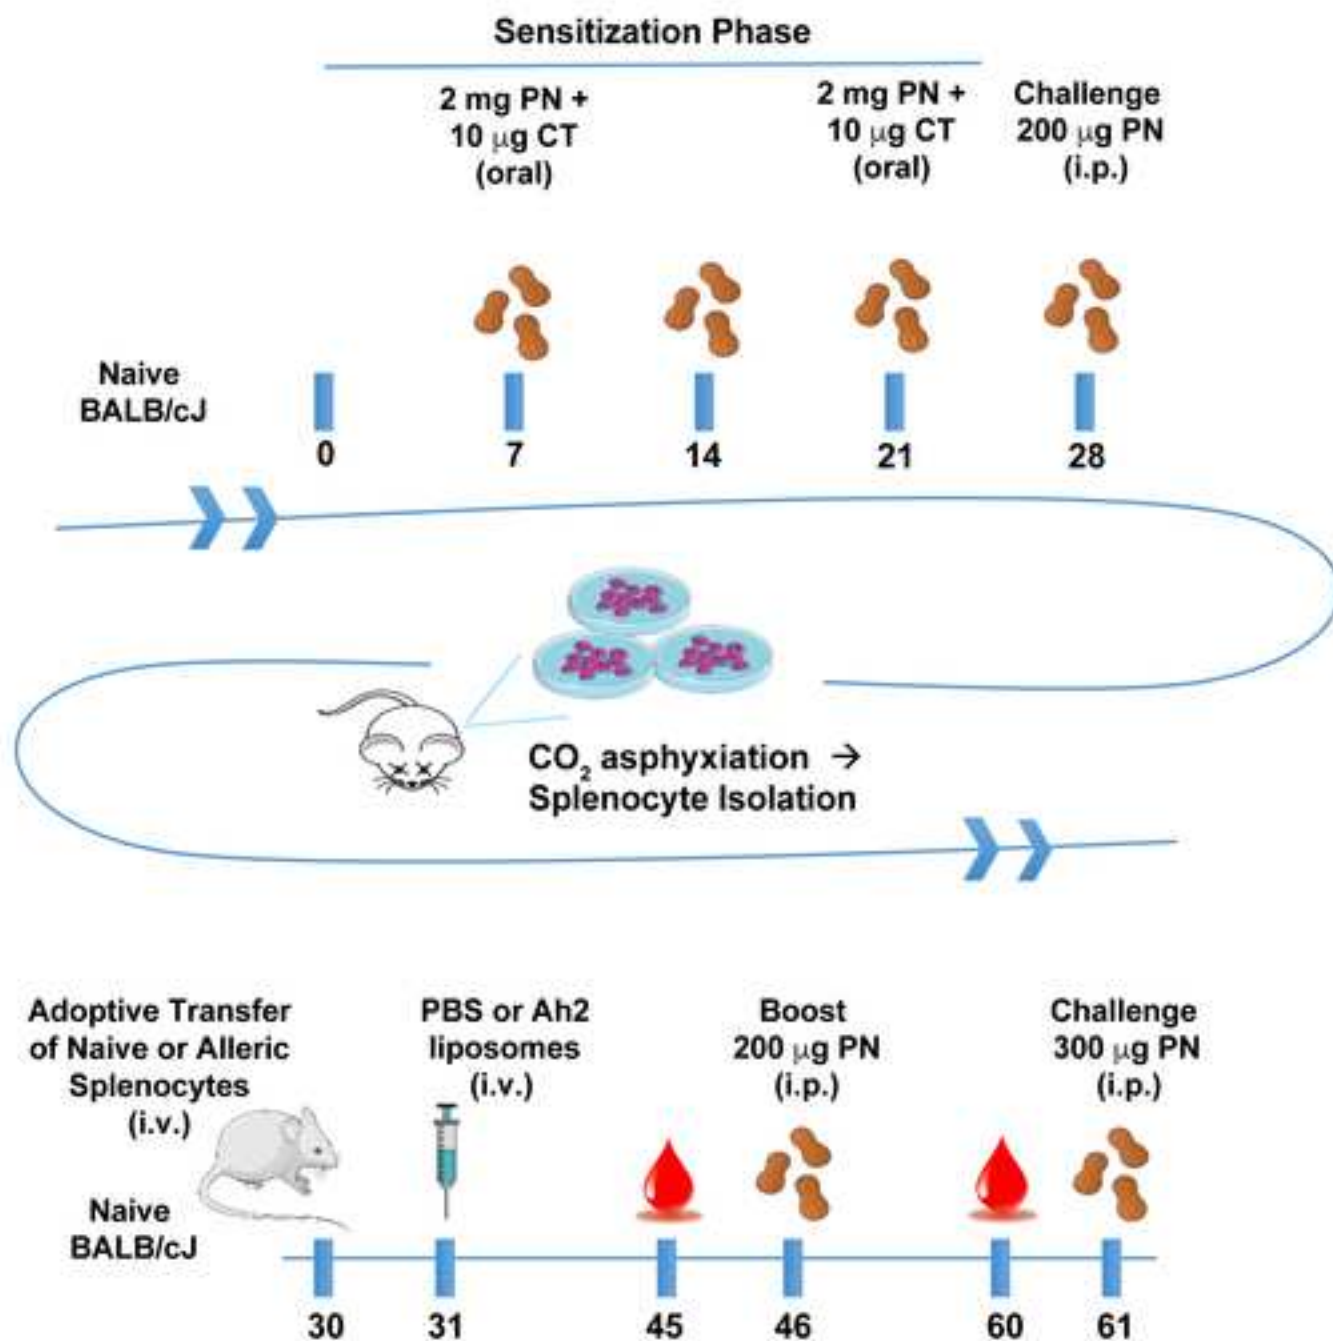 Sensitization Phase
2 mg PN +
10 μg CT
(oral)
2 mg PN +
10 μg CT
(oral)
Challenge
200 μg PN
(i.p.)
Naive
BALB/cJ
0
7
14
21
28
CO₂ asphyxiation →
Splenocyte Isolation
Adoptive Transfer
of Naive or Alleric
Splenocytes
(i.v.)
PBS or Ah2
liposomes
(i.v.)
Boost
200 μg PN
(i.p.)
Challenge
300 μg PN
(i.p.)
Naive
BALB/cJ
30
31
45
46
60
61